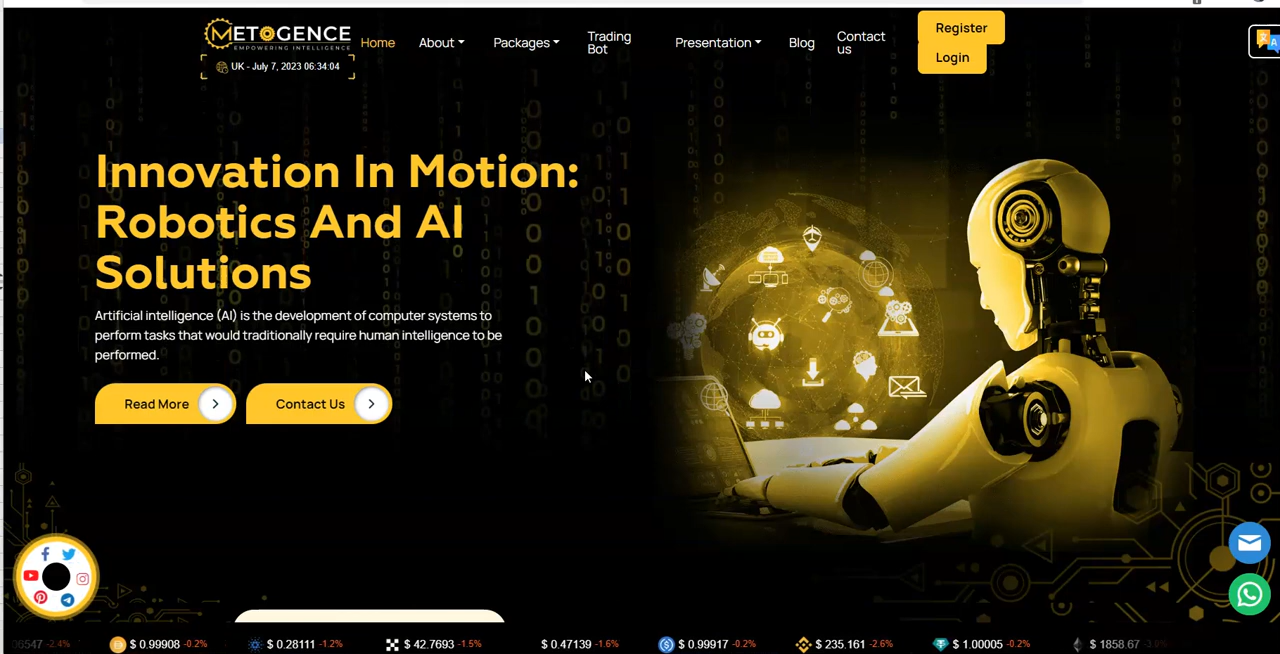 METOGENCE
EMPOWERING INTELLIGENCE
UK - July 7, 2023 06:34:04
Home
About
Packages
Trading
Bot
Presentation
Blog
Contact
us
Register
Login
Innovation In Motion:
Robotics And AI
Solutions
Artificial intelligence (AI) is the development of computer systems to
perform tasks that would traditionally require human intelligence to be
performed.
Read More
Contact Us
06547 -2.4%
$ 0.99908 -0.2%
$ 0.28111 -1.2%
$ 42.7693 -1.5%
$ 0.47139 -1.6%
$ 0.99917 -0.2%
$ 235.161 -2.6%
$ 1.00005 -0.2%
$ 1858.67